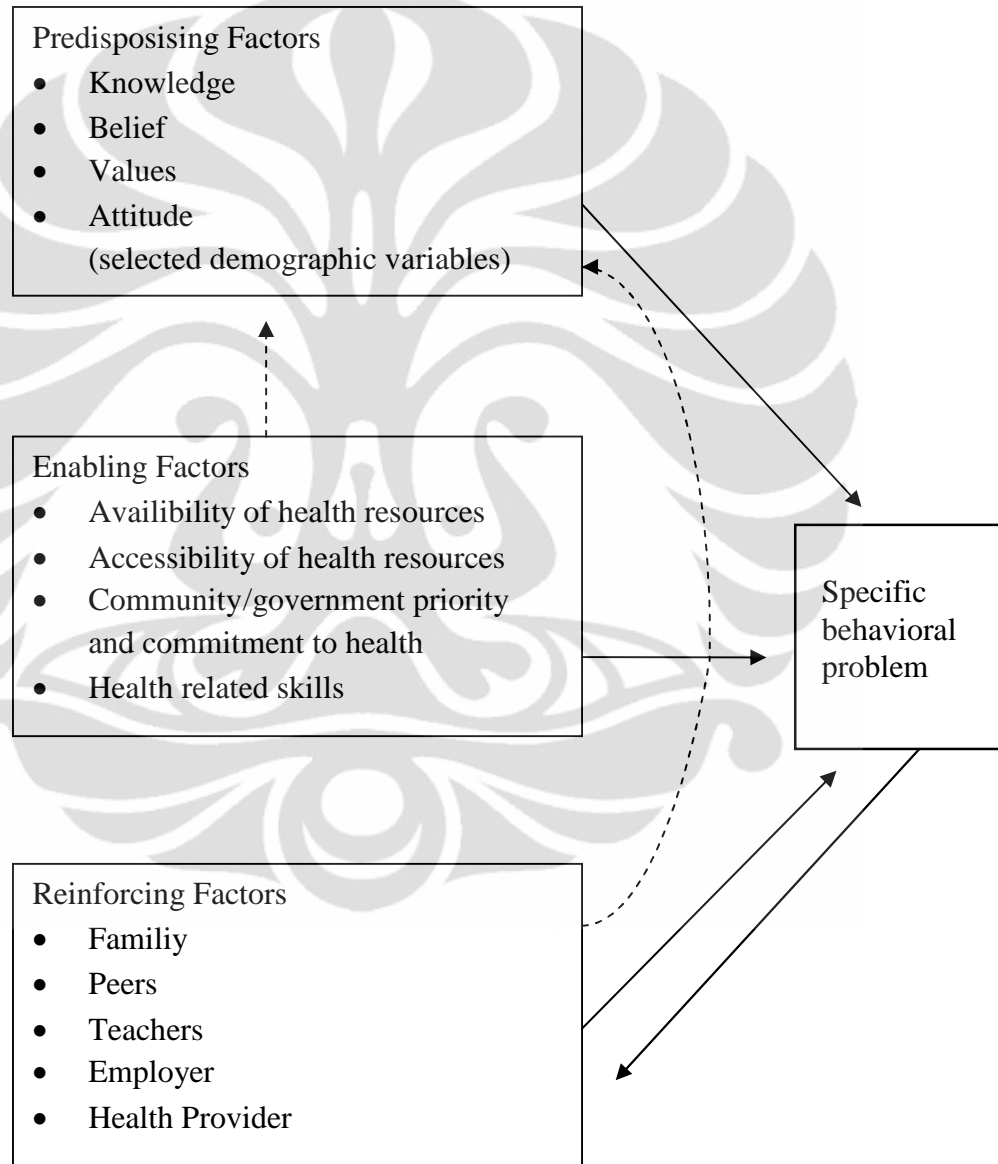 Predisposising Factors
• Knowledge
• Belief
• Values
• Attitude
(selected demographic variables)
Enabling Factors
• Availibility of health resources
• Accessibility of health resources
• Community/government priority
and commitment to health
• Health related skills
Specific
behavioral
problem
Reinforcing Factors
• Familiy
• Peers
• Teachers
• Employer
• Health Provider